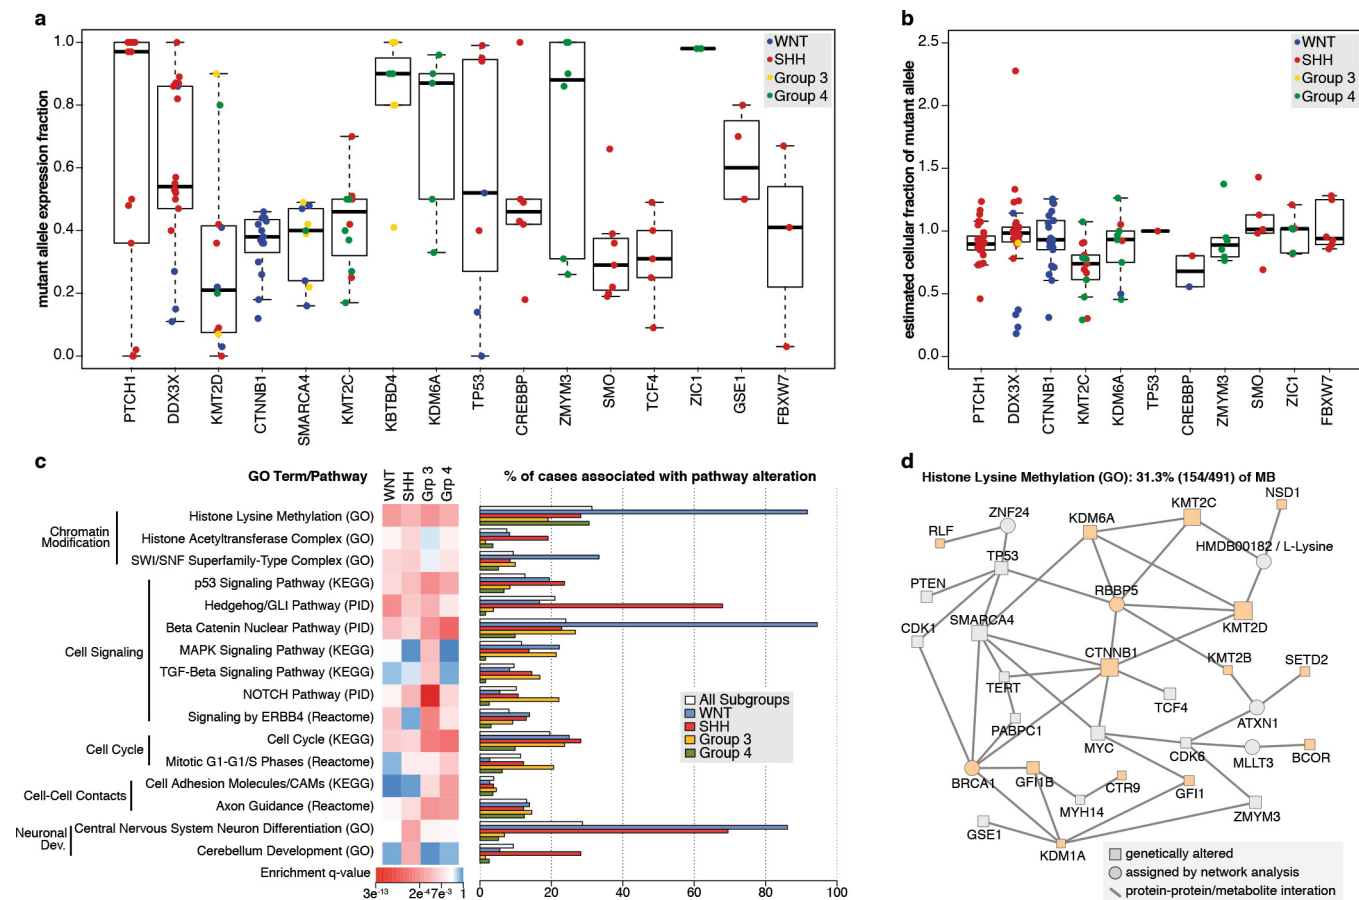 a
mutant allele expression fraction
1.0
0.8
0.6
0.4
0.2
0.0
WNT
SHH
Group 3
Group 4
PTCH1
DDX3X
KMT2D
CTNNB1
SMARCA4
KMT2C
KBTBD4
KDM6A
TP53
CREBBP
ZMYM3
SMO
TCF4
ZIC1
GSE1
FBXW7
b
estimated cellular fraction of mutant allele
2.5
2.0
1.5
1.0
0.5
0.0
WNT
SHH
Group 3
Group 4
PTCH1
DDX3X
CTNNB1
KMT2C
KDM6A
TP53
CREBBP
ZMYM3
SMO
ZIC1
FBXW7
c
GO Term/Pathway
WNT
SHH
Grp 3
Grp 4
% of cases associated with pathway alteration
Chromatin
Modification
Histone Lysine Methylation (GO)
Histone Acetyltransferase Complex (GO)
SWI/SNF Superfamily-Type Complex (GO)
Cell Signaling
p53 Signaling Pathway (KEGG)
Hedgehog/GLI Pathway (PID)
Beta Catenin Nuclear Pathway (PID)
MAPK Signaling Pathway (KEGG)
TGF-Beta Signaling Pathway (KEGG)
NOTCH Pathway (PID)
Signaling by ERBB4 (Reactome)
Cell Cycle
Cell Cycle (KEGG)
Mitotic G1-G1/S Phases (Reactome)
Cell-Cell Contacts
Cell Adhesion Molecules/CAMs (KEGG)
Axon Guidance (Reactome)
Neuronal
Dev.
Central Nervous System Neuron Differentiation (GO)
Cerebellum Development (GO)
Enrichment q-value
3e-13
2e-4
7e-3
1
All Subgroups
WNT
SHH
Group 3
Group 4
0
20
40
60
80
100
d
Histone Lysine Methylation (GO): 31.3% (154/491) of MB
NSD1
KMT2C
ZNF24
KDM6A
RLF
HMDB00182 / L-Lysine
TP53
PTEN
RBBP5
SMARCA4
KMT2D
CDK1
CTNNB1
KMT2B
SETD2
TERT
TCF4
ATXN1
PABPC1
MYC
CDK6
MLLT3
BCOR
BRCA1
GFI1B
CTR9
GFI1
MYH14
ZMYM3
GSE1
KDM1A
genetically altered
assigned by network analysis
protein-protein/metabolite interation